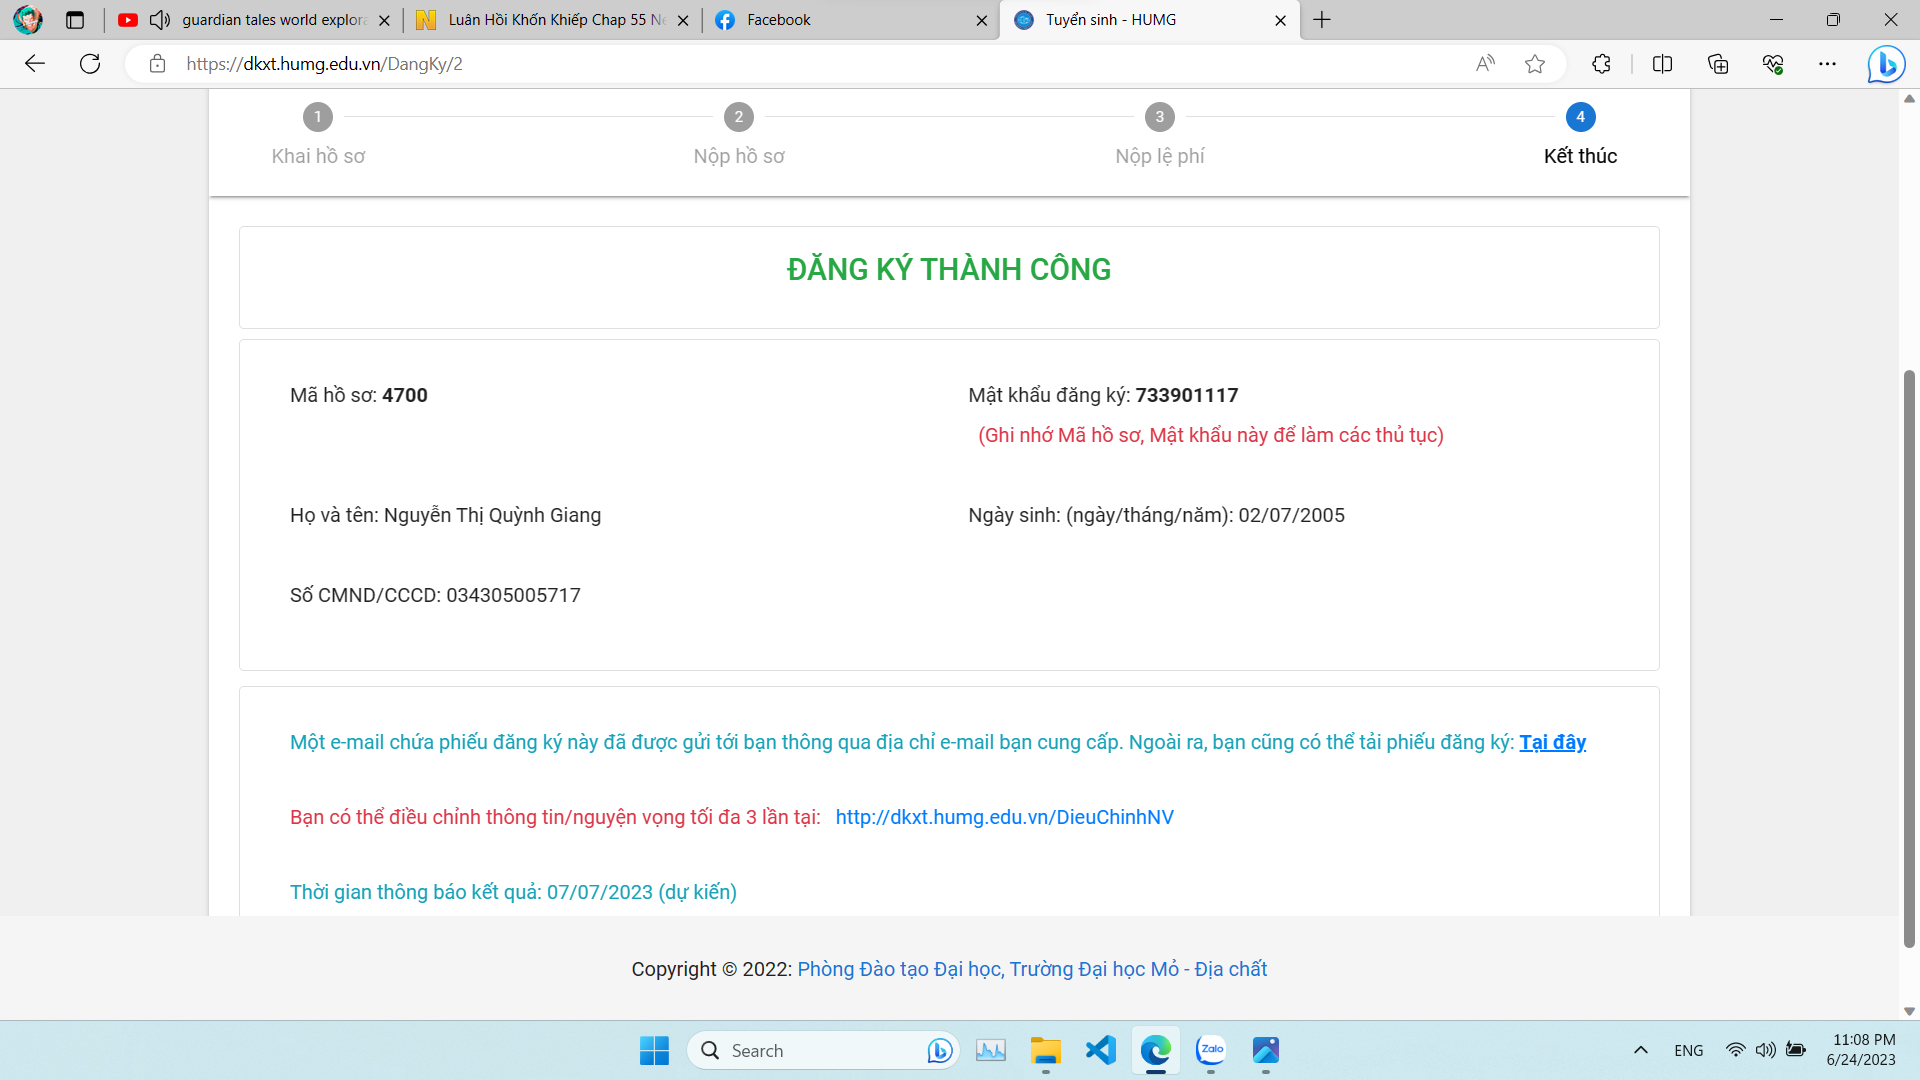 guardian tales world explora
Luân Hồi Khốn Khiếp Chap 55 Ne
Facebook
Tuyển sinh - HUMG
https://dkxt.humg.edu.vn/DangKy/2
1
2
3
4
Khai hồ sơ
Nộp hồ sơ
Nộp lệ phí
Kết thúc
ĐĂNG KÝ THÀNH CÔNG
Mã hồ sơ: 4700
Mật khẩu đăng ký: 733901117
(Ghi nhớ Mã hồ sơ, Mật khẩu này để làm các thủ tục)
Họ và tên: Nguyễn Thị Quỳnh Giang
Ngày sinh: (ngày/tháng/năm): 02/07/2005
Số CMND/CCCD: 034305005717
Một e-mail chứa phiếu đăng ký này đã được gửi tới bạn thông qua địa chỉ e-mail bạn cung cấp. Ngoài ra, bạn cũng có thể tải phiếu đăng ký: Tại đây
Bạn có thể điều chỉnh thông tin/nguyện vọng tối đa 3 lần tại: http://dkxt.humg.edu.vn/DieuChinhNV
Thời gian thông báo kết quả: 07/07/2023 (dự kiến)
Copyright © 2022: Phòng Đào tạo Đại học, Trường Đại học Mỏ - Địa chất
Search
Zalo
ENG
11:08 PM
6/24/2023